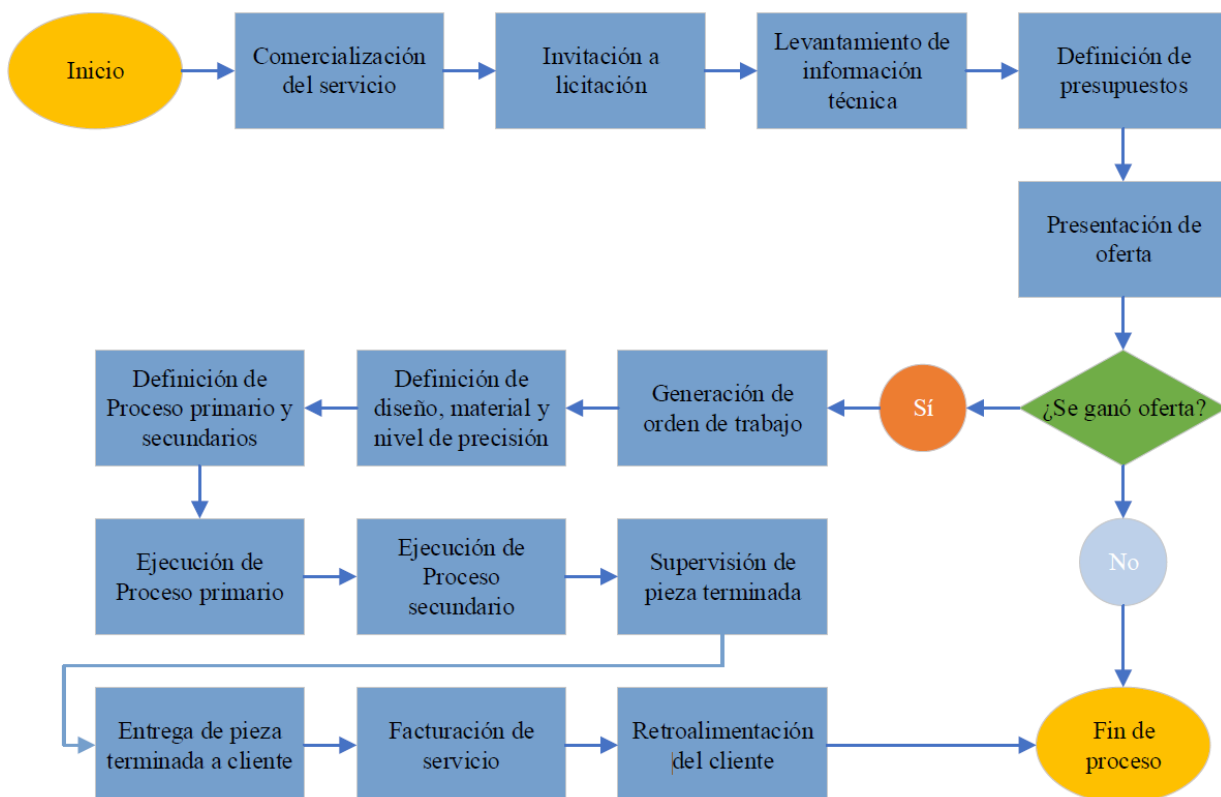 Inicio
Comercialización
del servicio
Invitación a
licitación
Levantamiento de
información
técnica
Definición de
presupuestos
Presentación de
oferta
¿Se ganó oferta?
Sí
Generación de
orden de trabajo
Definición de
diseño, material y
nivel de precisión
Definición de
Proceso primario y
secundarios
Ejecución de
Proceso primario
Ejecución de
Proceso
secundario
Supervisión de
pieza terminada
No
Entrega de pieza
terminada a cliente
Facturación de
servicio
Retroalimentación
del cliente
Fin de
proceso